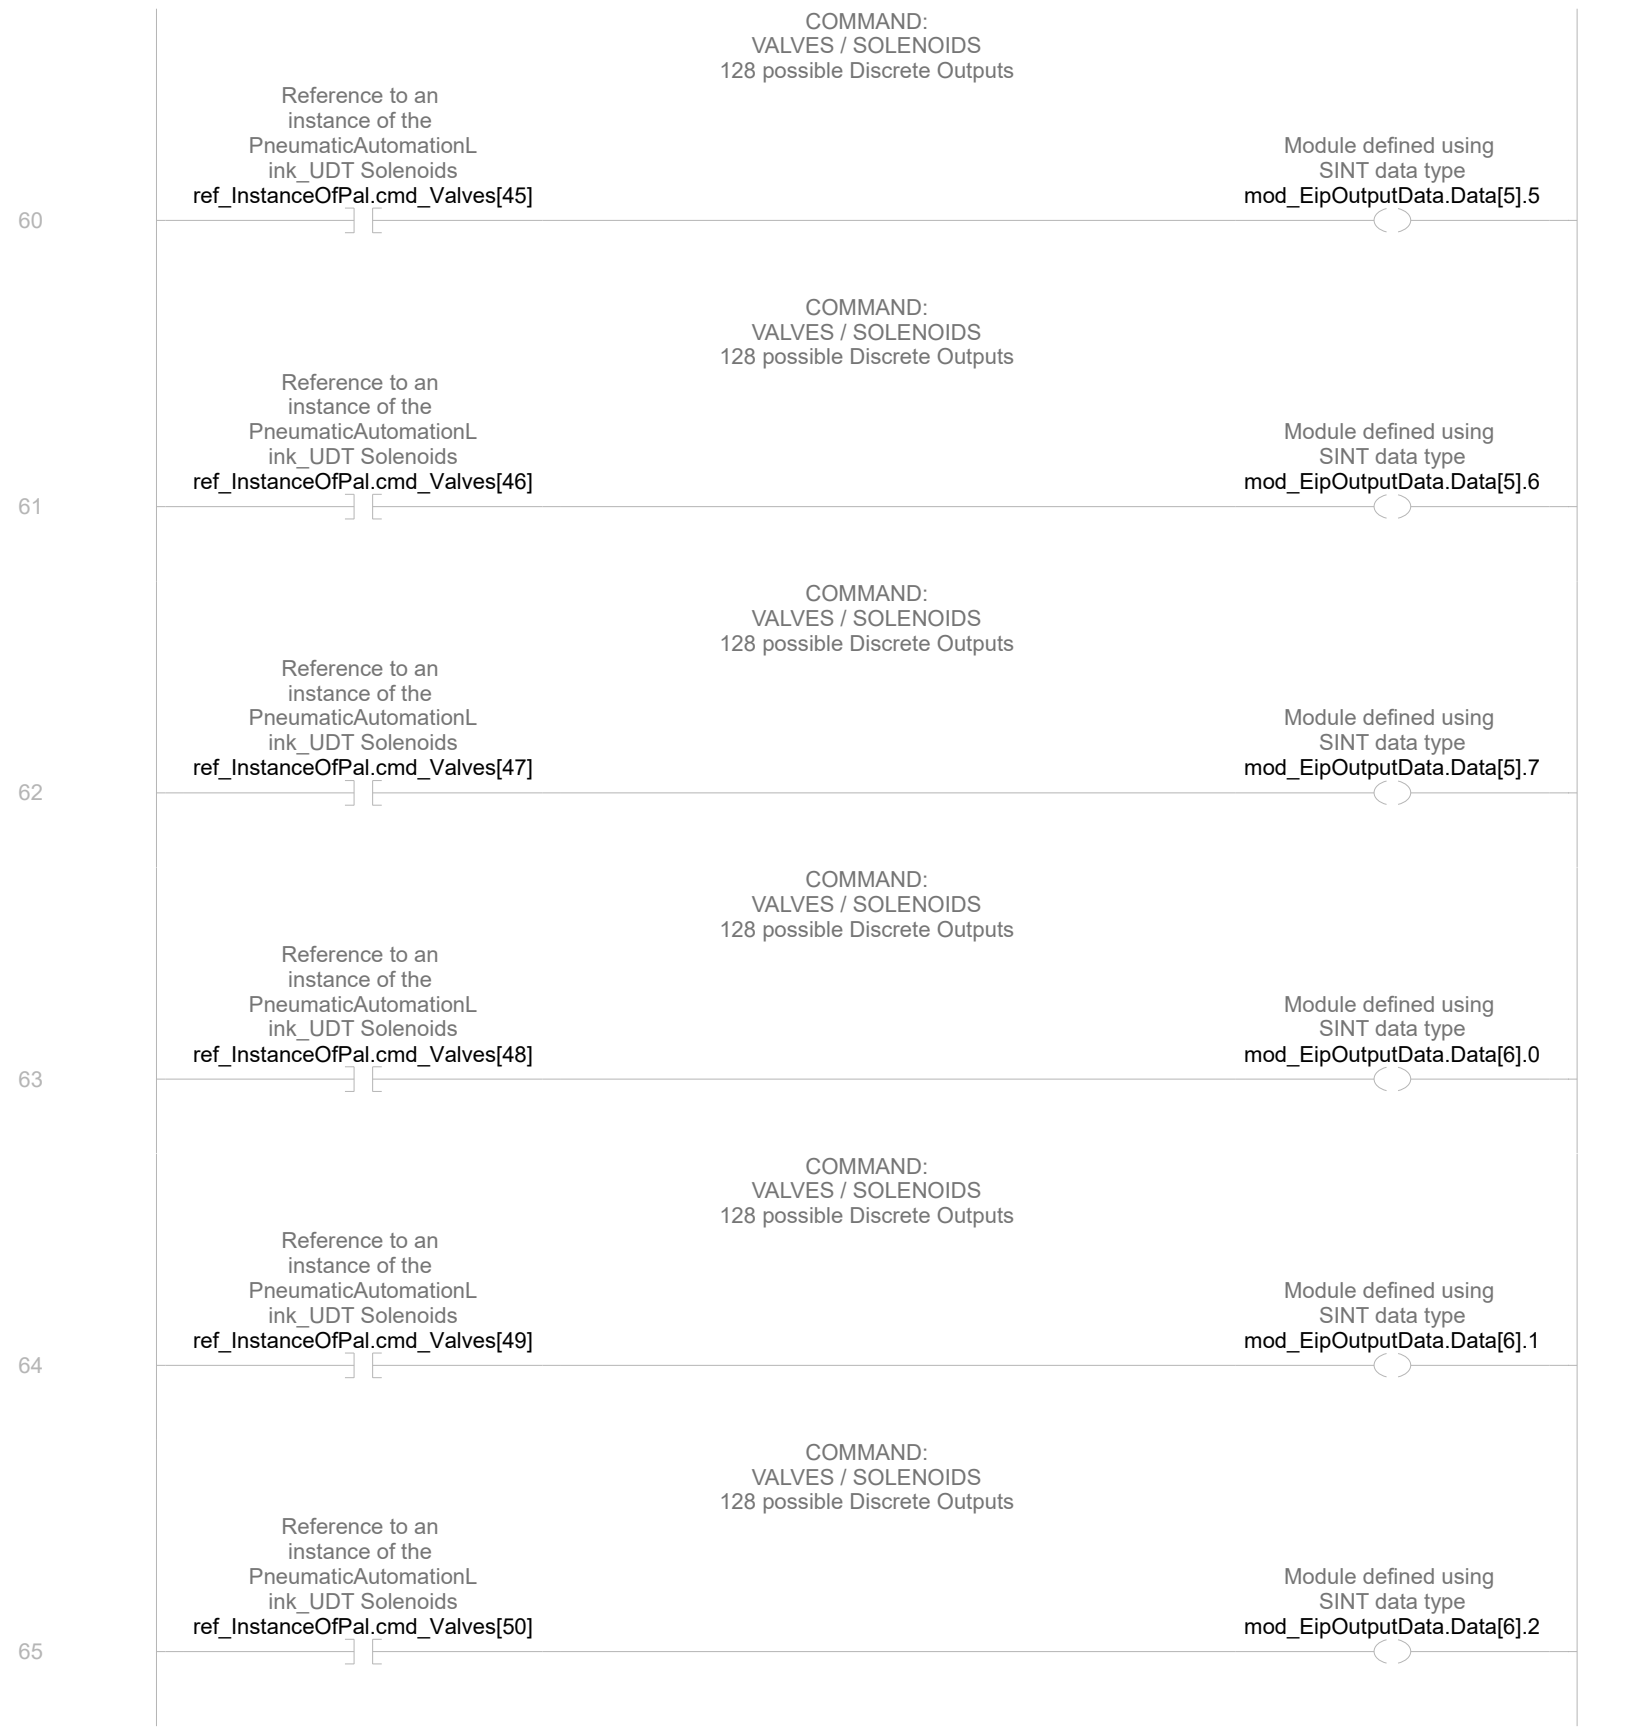 COMMAND:
VALVES / SOLENOIDS
128 possible Discrete Outputs
Reference to an
instance of the
PneumaticAutomationL
ink_UDT Solenoids
ref_InstanceOfPal.cmd_Valves[45]
Module defined using
SINT data type
mod_EipOutputData.Data[5].5
60
COMMAND:
VALVES / SOLENOIDS
128 possible Discrete Outputs
Reference to an
instance of the
PneumaticAutomationL
ink_UDT Solenoids
ref_InstanceOfPal.cmd_Valves[46]
Module defined using
SINT data type
mod_EipOutputData.Data[5].6
61
COMMAND:
VALVES / SOLENOIDS
128 possible Discrete Outputs
Reference to an
instance of the
PneumaticAutomationL
ink_UDT Solenoids
ref_InstanceOfPal.cmd_Valves[47]
Module defined using
SINT data type
mod_EipOutputData.Data[5].7
62
COMMAND:
VALVES / SOLENOIDS
128 possible Discrete Outputs
Reference to an
instance of the
PneumaticAutomationL
ink_UDT Solenoids
ref_InstanceOfPal.cmd_Valves[48]
Module defined using
SINT data type
mod_EipOutputData.Data[6].0
63
COMMAND:
VALVES / SOLENOIDS
128 possible Discrete Outputs
Reference to an
instance of the
PneumaticAutomationL
ink_UDT Solenoids
ref_InstanceOfPal.cmd_Valves[49]
Module defined using
SINT data type
mod_EipOutputData.Data[6].1
64
COMMAND:
VALVES / SOLENOIDS
128 possible Discrete Outputs
Reference to an
instance of the
PneumaticAutomationL
ink_UDT Solenoids
ref_InstanceOfPal.cmd_Valves[50]
Module defined using
SINT data type
mod_EipOutputData.Data[6].2
65